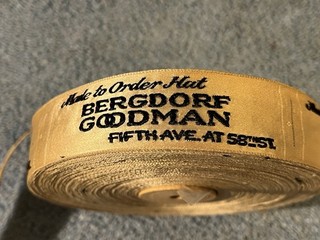 Made to Order Hat
BERGDORF
GOODMAN
FIFTH AVE. AT 58TH ST.